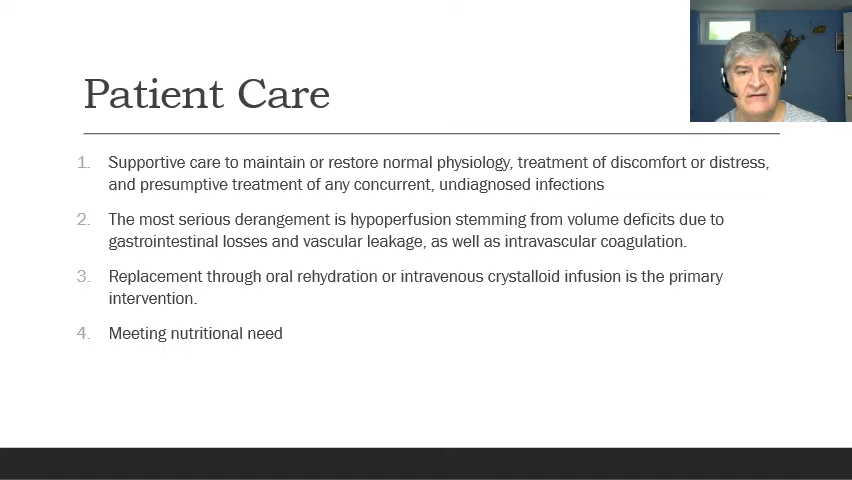 Patient Care
1. Supportive care to maintain or restore normal physiology, treatment of discomfort or distress,
and presumptive treatment of any concurrent, undiagnosed infections
2. The most serious derangement is hypoperfusion stemming from volume deficits due to
gastrointestinal losses and vascular leakage, as well as intravascular coagulation.
3. Replacement through oral rehydration or intravenous crystalloid infusion is the primary
intervention.
4. Meeting nutritional need